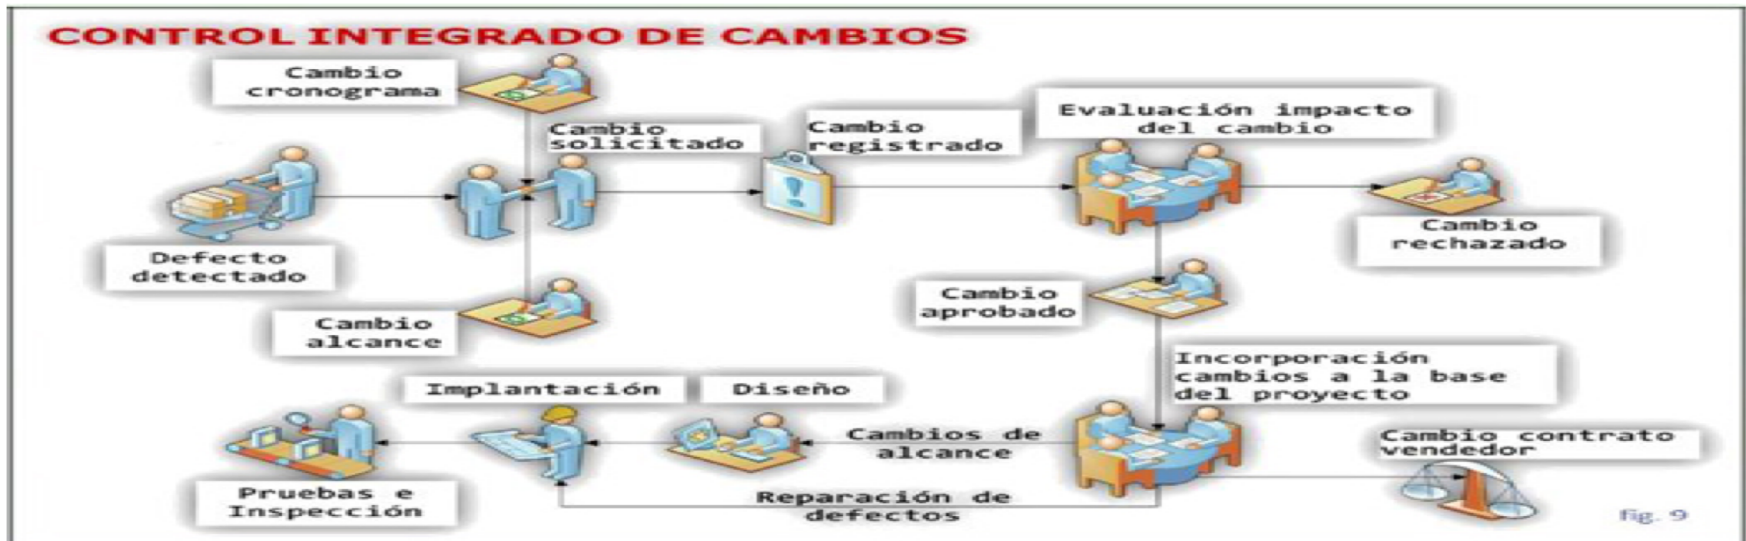 CONTROL INTEGRADO DE CAMBIOS
Cambio
cronograma
Cambio
solicitado
Cambio
registrado
Evaluación impacto
del cambio
Defecto
detectado
Cambio
rechazado
Cambio
alcance
Cambio
aprobado
Incorporación
cambios a la base
del proyecto
Implantación
Diseño
Cambios de
alcance
Cambio contrato
vendedor
Pruebas e
Inspección
Reparación de
defectos
Fig. 9